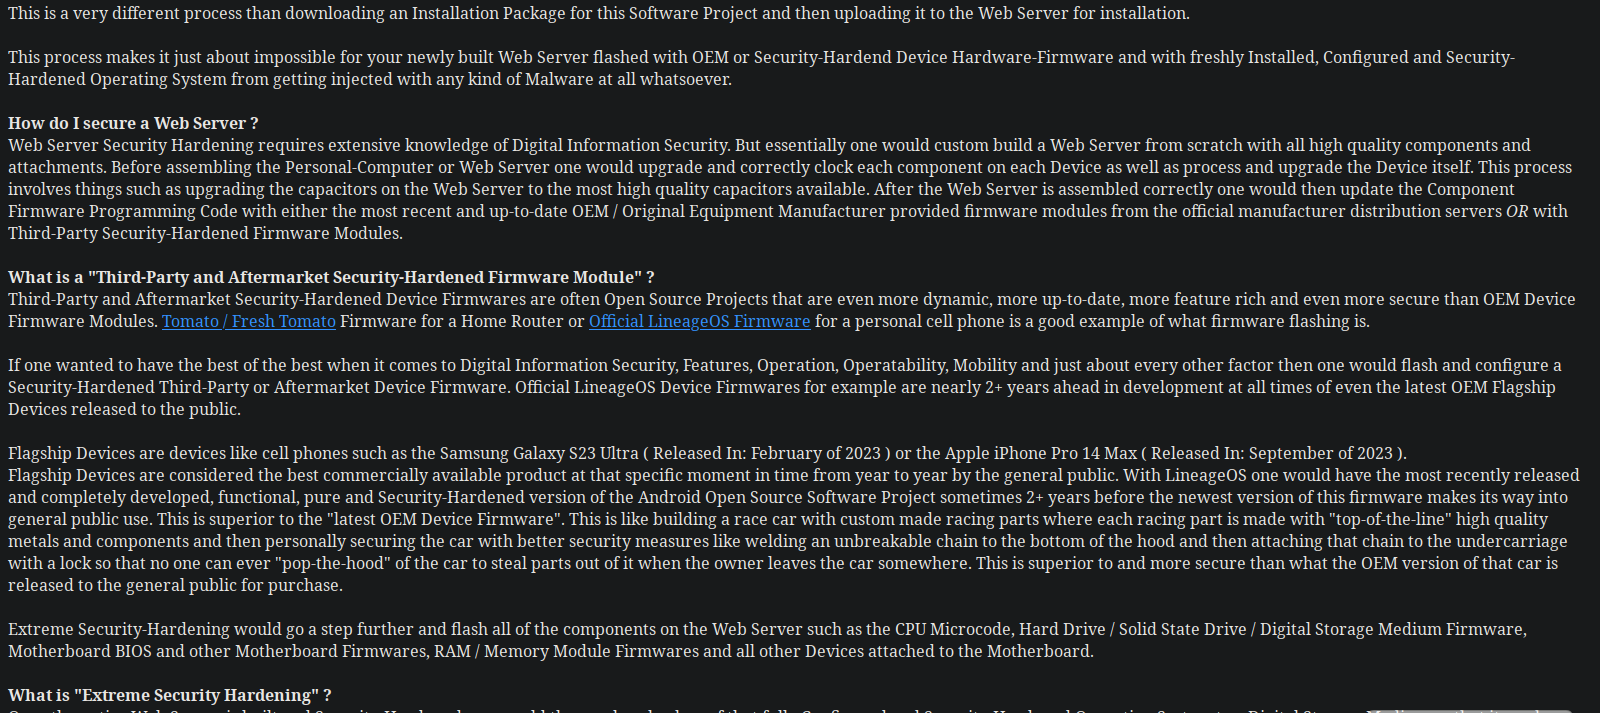 This is a very different process than downloading an Installation Package for this Software Project and then uploading it to the Web Server for installation.
This process makes it just about impossible for your newly built Web Server flashed with OEM or Security-Hardend Device Hardware-Firmware and with freshly Installed, Configured and Security-
Hardened Operating System from getting injected with any kind of Malware at all whatsoever.
How do I secure a Web Server ?
Web Server Security Hardening requires extensive knowledge of Digital Information Security. But essentially one would custom build a Web Server from scratch with all high quality components and
attachments. Before assembling the Personal-Computer or Web Server one would upgrade and correctly clock each component on each Device as well as process and upgrade the Device itself. This process
involves things such as upgrading the capacitors on the Web Server to the most high quality capacitors available. After the Web Server is assembled correctly one would then update the Component
Firmware Programming Code with either the most recent and up-to-date OEM / Original Equipment Manufacturer provided firmware modules from the official manufacturer distribution servers OR with
Third-Party Security-Hardened Firmware Modules.
What is a "Third-Party and Aftermarket Security-Hardened Firmware Module" ?
Third-Party and Aftermarket Security-Hardened Device Firmwares are often Open Source Projects that are even more dynamic, more up-to-date, more feature rich and even more secure than OEM Device
Firmware Modules. Tomato / Fresh Tomato Firmware for a Home Router or Official LineageOS Firmware for a personal cell phone is a good example of what firmware flashing is.
If one wanted to have the best of the best when it comes to Digital Information Security, Features, Operation, Operatability, Mobility and just about every other factor then one would flash and configure a
Security-Hardened Third-Party or Aftermarket Device Firmware. Official LineageOS Device Firmwares for example are nearly 2+ years ahead in development at all times of even the latest OEM Flagship
Devices released to the public.
Flagship Devices are devices like cell phones such as the Samsung Galaxy S23 Ultra ( Released In: February of 2023 ) or the Apple iPhone Pro 14 Max ( Released In: September of 2023 ).
Flagship Devices are considered the best commercially available product at that specific moment in time from year to year by the general public. With LineageOS one would have the most recently released
and completely developed, functional, pure and Security-Hardened version of the Android Open Source Software Project sometimes 2+ years before the newest version of this firmware makes its way into
general public use. This is superior to the "latest OEM Device Firmware". This is like building a race car with custom made racing parts where each racing part is made with "top-of-the-line" high quality
metals and components and then personally securing the car with better security measures like welding an unbreakable chain to the bottom of the hood and then attaching that chain to the undercarriage
with a lock so that no one can ever "pop-the-hood" of the car to steal parts out of it when the owner leaves the car somewhere. This is superior to and more secure than what the OEM version of that car is
released to the general public for purchase.
Extreme Security-Hardening would go a step further and flash all of the components on the Web Server such as the CPU Microcode, Hard Drive / Solid State Drive / Digital Storage Medium Firmware,
Motherboard BIOS and other Motherboard Firmwares, RAM / Memory Module Firmwares and all other Devices attached to the Motherboard.
What is "Extreme Security Hardening" ?